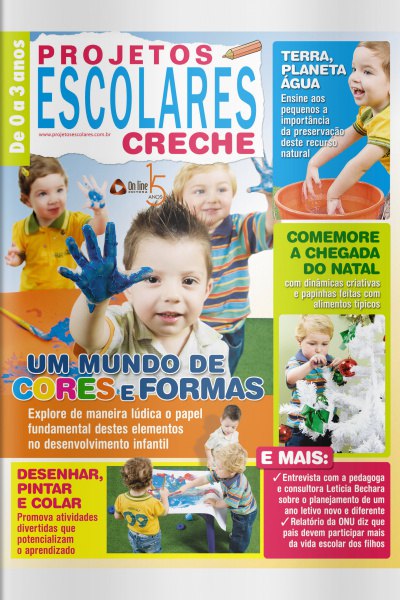 De 0 a 3 anos
PROJETOS
ESCOLARES
www.projetosescolares.com.br
CRECHE
On line
EDITORA
15
ANOS
TERRA,
PLANETA
ÁGUA
Ensine aos
pequenos a
importância
da preservação
deste recurso
natural
COMEMORE
A CHEGADA
DO NATAL
com dinâmicas criativas
e papinhas feitas com
alimentos típicos
UM MUNDO DE
CORES E FORMAS
Explore de maneira lúdica o papel
fundamental destes elementos
no desenvolvimento infantil
DESENHAR,
PINTAR
E COLAR
Promova atividades
divertidas que
potencializam
o aprendizado
E MAIS:
✓ Entrevista com a pedagoga
e consultora Letícia Bechara
sobre o planejamento de um
ano letivo novo e diferente
✓ Relatório da ONU diz que
pais devem participar mais
da vida escolar dos filhos